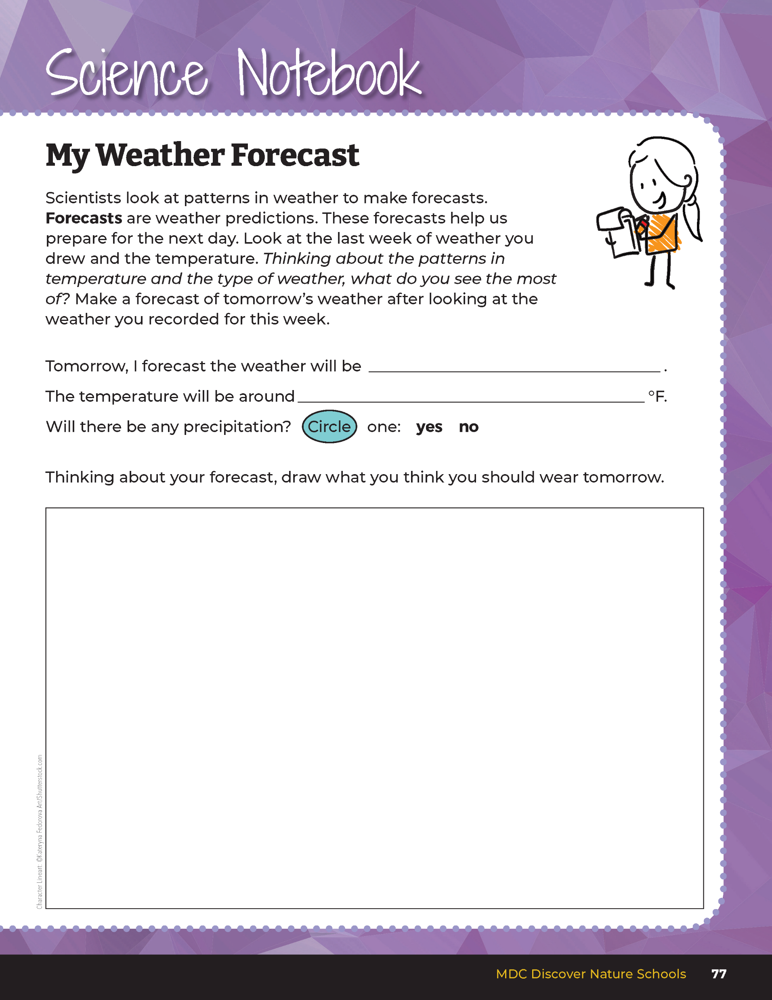 Science Notebook
My Weather Forecast
Scientists look at patterns in weather to make forecasts.
Forecasts are weather predictions. These forecasts help us
prepare for the next day. Look at the last week of weather you
drew and the temperature. Thinking about the patterns in
temperature and the type of weather, what do you see the most
of? Make a forecast of tomorrow’s weather after looking at the
weather you recorded for this week.
Tomorrow, I forecast the weather will be ______________________________ .
The temperature will be around ______________________________ °F.
Will there be any precipitation? Circle one: yes no
Thinking about your forecast, draw what you think you should wear tomorrow.
Character Lineart: ©Kateryna Fedorova Art/Shutterstock.com
MDC Discover Nature Schools 77